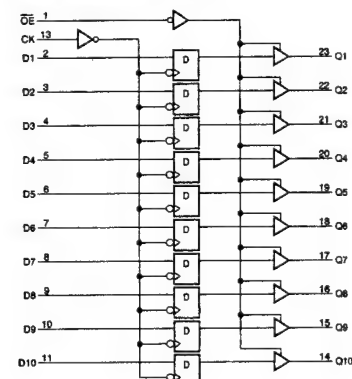 OE 1
CK 13
D1 2 D 23 Q1
D2 3 D 22 Q2
D3 4 D 21 Q3
D4 5 D 20 Q4
D5 6 D 19 Q5
D6 7 D 18 Q6
D7 8 D 17 Q7
D8 9 D 16 Q8
D9 10 D 15 Q9
D10 11 D 14 Q10